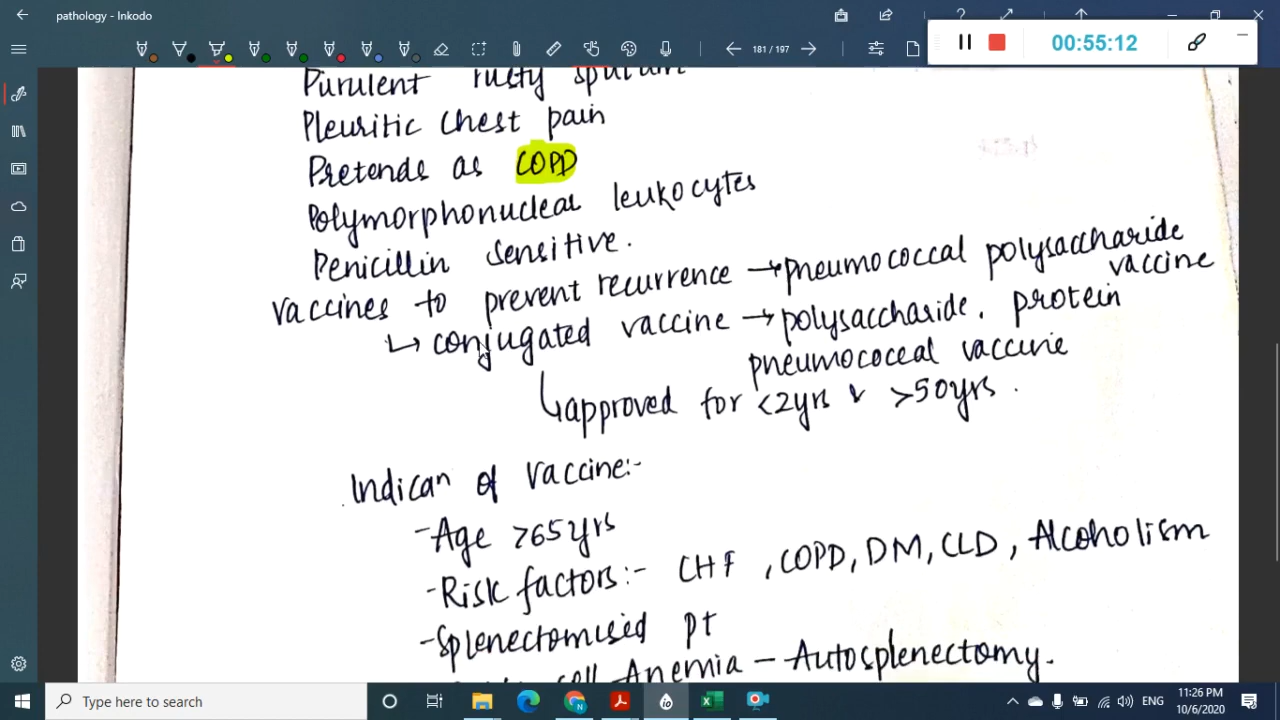 pathology - Inkodo
00:55:12
181 / 197
Purulent rusty sputum
Pleuritic chest pain
Pretends as COPD
Polymorphonuclear leukocytes
Penicillin sensitive.
vaccines to prevent recurrence → pneumococcal polysaccharide vaccine
↳ conjugated vaccine → polysaccharide. protein
pneumococcal vaccine
↳ approved for <2yrs & >50yrs.
Indican of vaccine:-
- Age >65yrs
- Risk factors:- CHF, COPD, DM, CLD, Alcoholism
- Splenectomised pt
cell Anemia - Autosplenectomy.
Type here to search
ENG
11:26 PM
10/6/2020